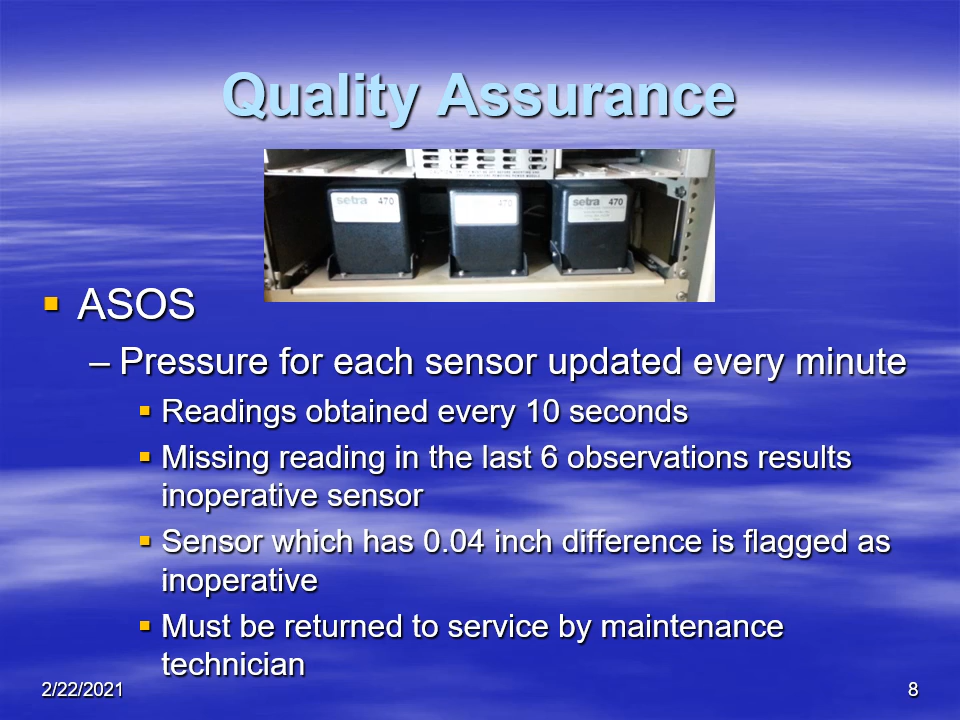 Quality Assurance
setra 470
470
setra 470
ASOS
– Pressure for each sensor updated every minute
Readings obtained every 10 seconds
Missing reading in the last 6 observations results
inoperative sensor
Sensor which has 0.04 inch difference is flagged as
inoperative
Must be returned to service by maintenance
technician
2/22/2021
8